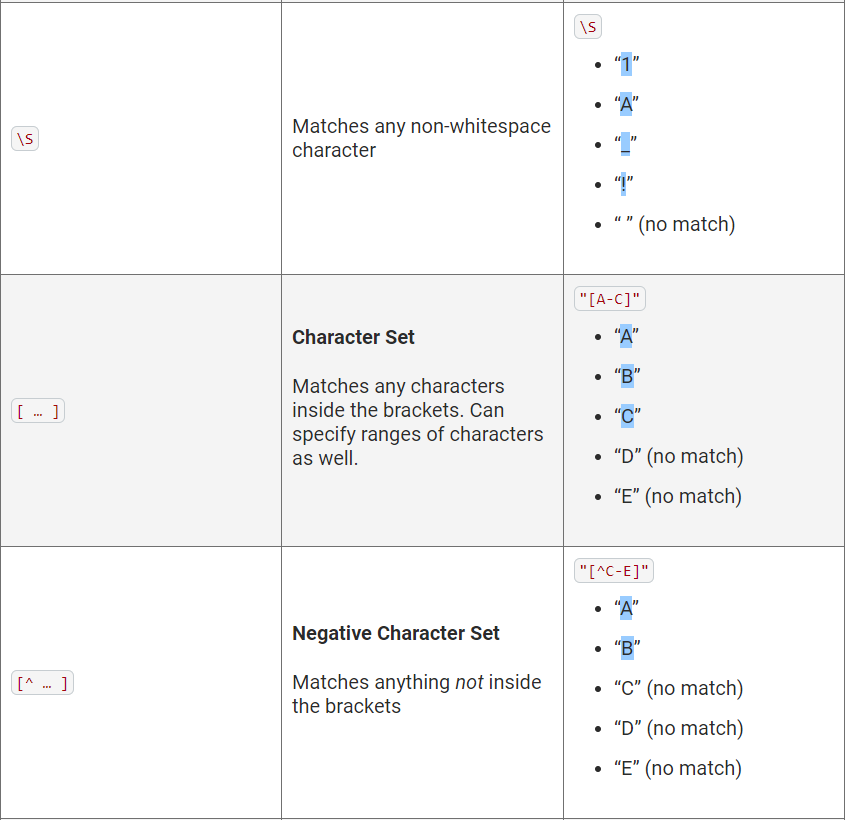 \S
Matches any non-whitespace
character
\S
“1”
“A”
“_”
“!”
“ ” (no match)
[ … ]
Character Set
Matches any characters
inside the brackets. Can
specify ranges of characters
as well.
"[A-C]"
“A”
“B”
“C”
“D” (no match)
“E” (no match)
[^ … ]
Negative Character Set
Matches anything not inside
the brackets
"[^C-E]"
“A”
“B”
“C” (no match)
“D” (no match)
“E” (no match)